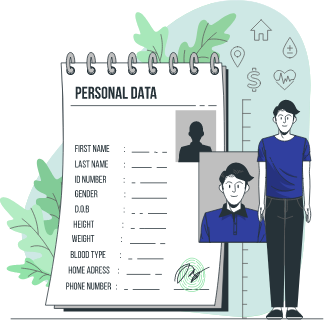 PERSONAL DATA
FIRST NAME :
LAST NAME :
ID NUMBER :
GENDER :
D.O.B :
HEIGHT :
WEIGHT :
BLOOD TYPE :
HOME ADRESS :
PHONE NUMBER :